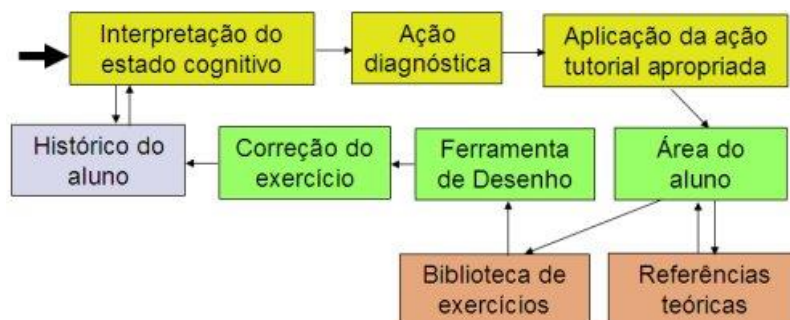 Interpretação do
estado cognitivo
Ação
diagnóstica
Aplicação da ação
tutorial apropriada
Histórico do
aluno
Correção do
exercício
Ferramenta
de Desenho
Área do
aluno
Biblioteca de
exercícios
Referências
teóricas